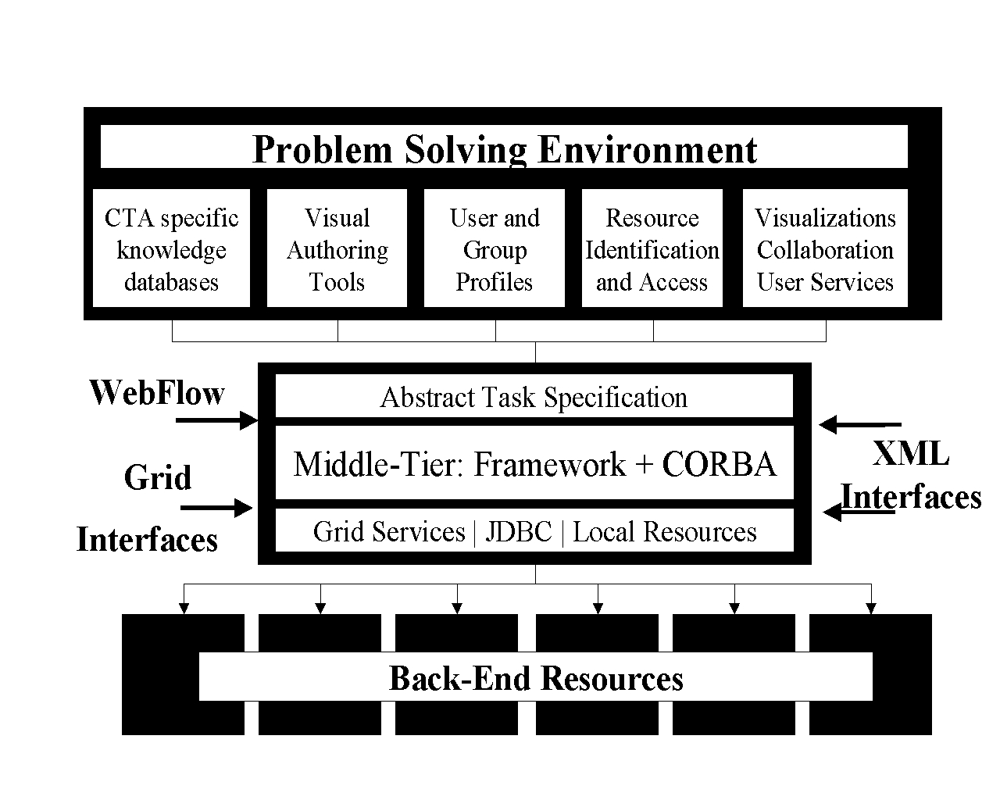 Problem Solving Environment
CTA specific
knowledge
databases
Visual
Authoring
Tools
User and
Group
Profiles
Resource
Identification
and Access
Visualizations
Collaboration
User Services
WebFlow
Abstract Task Specification
Middle-Tier: Framework + CORBA
Grid Services | JDBC | Local Resources
Grid
Interfaces
XML
Interfaces
Back-End Resources